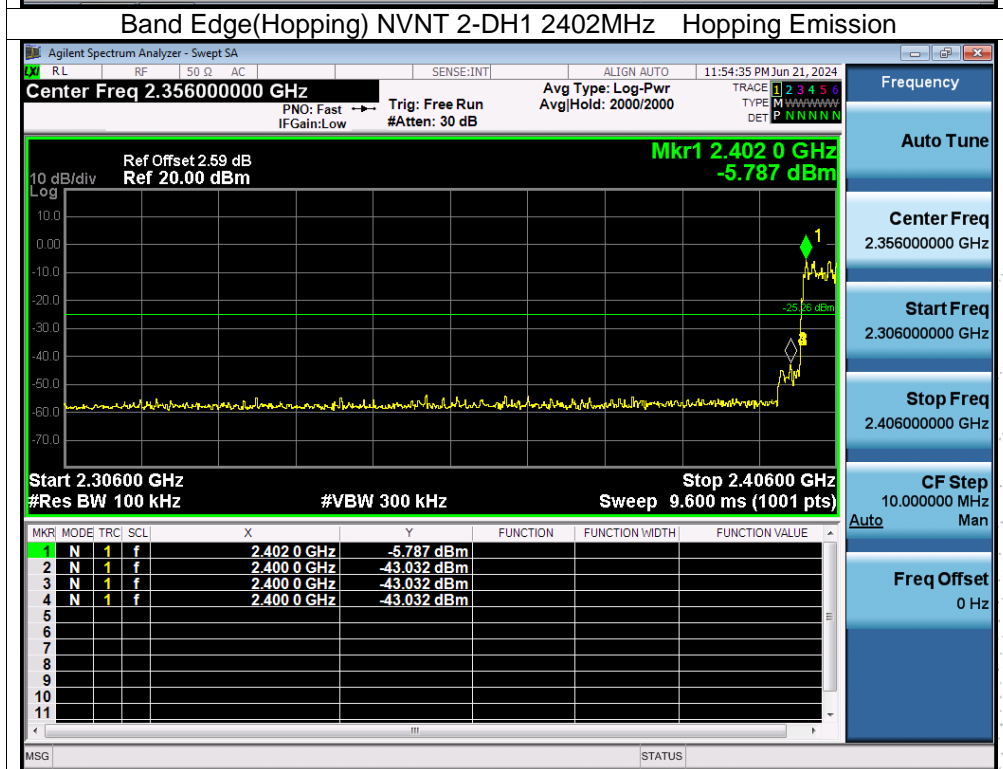 Band Edge(Hopping) NVNT 2-DH1 2402MHz Hopping Emission
Agilent Spectrum Analyzer - Swept SA
LXI RL RF 50 Ω AC SENSE:INT ALIGN AUTO 11:54:35 PM Jun 21, 2024
Center Freq 2.356000000 GHz
PNO: Fast
IFGain:Low
Trig: Free Run
#Atten: 30 dB
Avg Type: Log-Pwr
Avg|Hold: 2000/2000
TRACE 1 2 3 4 5 6
TYPE M WWWWW
DET P N N N N N
Frequency
Auto Tune
Center Freq
2.356000000 GHz
Start Freq
2.306000000 GHz
Stop Freq
2.406000000 GHz
CF Step
10.000000 MHz
Auto Man
Freq Offset
0 Hz
Mkr1 2.402 0 GHz
-5.787 dBm
Ref Offset 2.59 dB
10 dB/div Ref 20.00 dBm
Log
10.0
0.00
-10.0
-20.0
-30.0
-40.0
-50.0
-60.0
-70.0
1
-25.26 dBm
Start 2.30600 GHz Stop 2.40600 GHz
#Res BW 100 kHz #VBW 300 kHz Sweep 9.600 ms (1001 pts)
MKR MODE TRC SCL X Y FUNCTION FUNCTION WIDTH FUNCTION VALUE
1 N 1 f 2.402 0 GHz -5.787 dBm
2 N 1 f 2.400 0 GHz -43.032 dBm
3 N 1 f 2.400 0 GHz -43.032 dBm
4 N 1 f 2.400 0 GHz -43.032 dBm
5
6
7
8
9
10
11
MSG STATUS